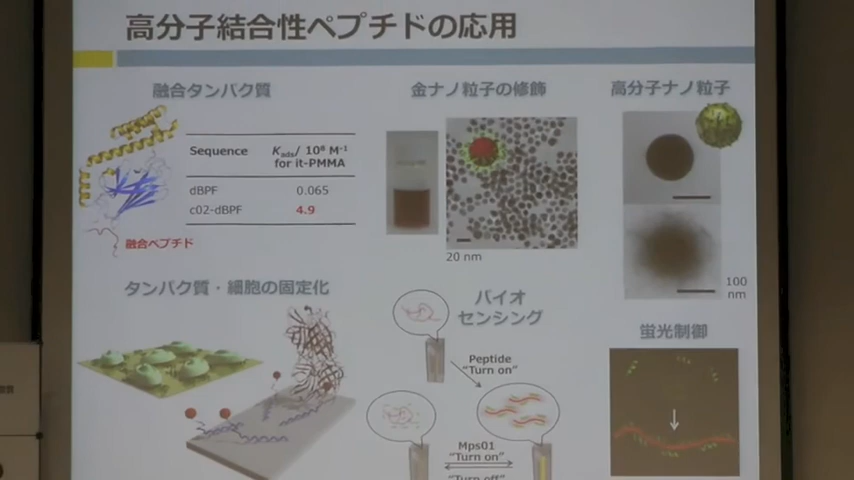 高分子結合性ペプチドの応用
融合タンパク質
Sequence
Kads/ 10⁸ M⁻¹
for it-PMMA
dBPF
0.065
c02-dBPF
4.9
融合ペプチド
金ナノ粒子の修飾
20 nm
高分子ナノ粒子
100
nm
タンパク質・細胞の固定化
バイオ
センシング
Peptide
“Turn on”
Mps01
“Turn on”
“Turn off”
蛍光制御